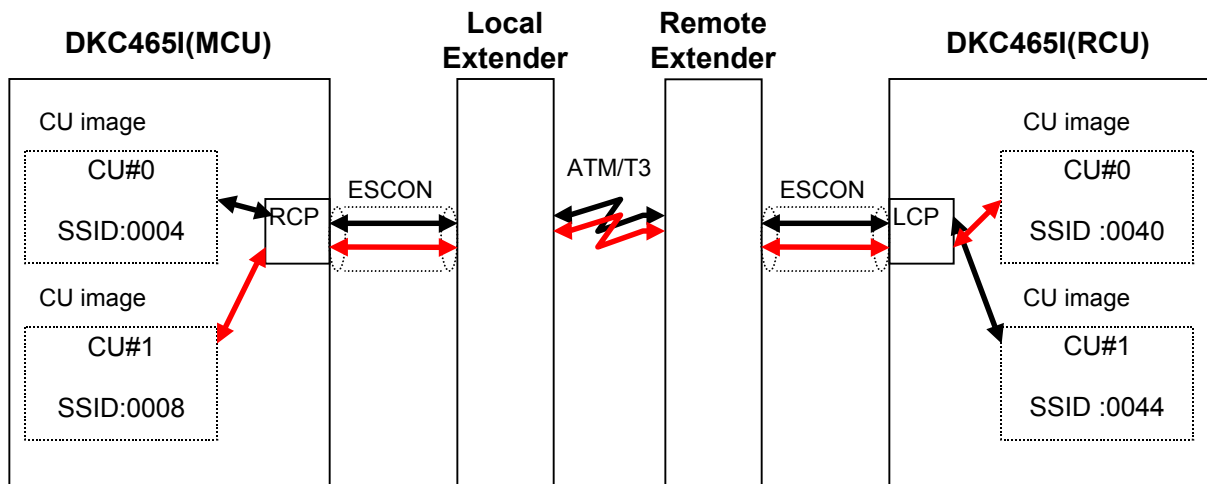 DKC465I(MCU)
Local
Extender
Remote
Extender
DKC465I(RCU)
CU image
CU#0
SSID:0004
CU image
CU#1
SSID:0008
RCP
ESCON
ATM/T3
ESCON
LCP
CU image
CU#0
SSID :0040
CU image
CU#1
SSID :0044